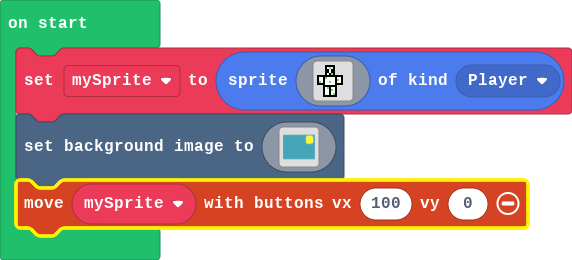 on start
set mySprite to sprite of kind Player
set background image to
move mySprite with buttons vx 100 vy 0